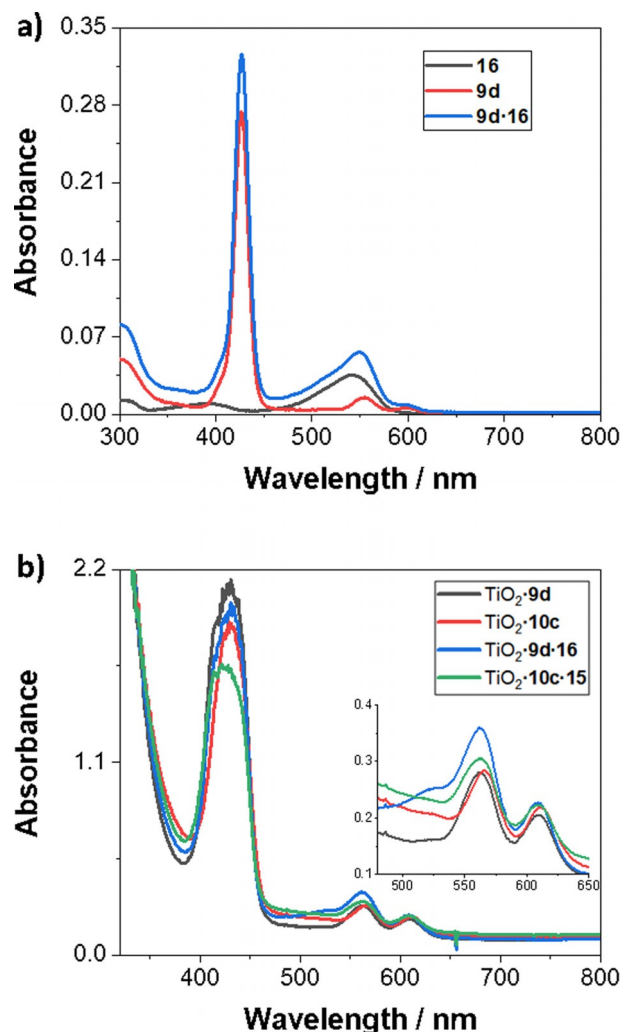 a)
0.35
0.28
0.21
0.14
0.07
0.00
Absorbance
16
9d
9d·16
300 400 500 600 700 800
Wavelength / nm
b)
2.2
1.1
0.0
Absorbance
TiO₂·9d
TiO₂·10c
TiO₂·9d·16
TiO₂·10c·15
0.4
0.3
0.2
0.1
500 550 600 650
400 500 600 700 800
Wavelength / nm